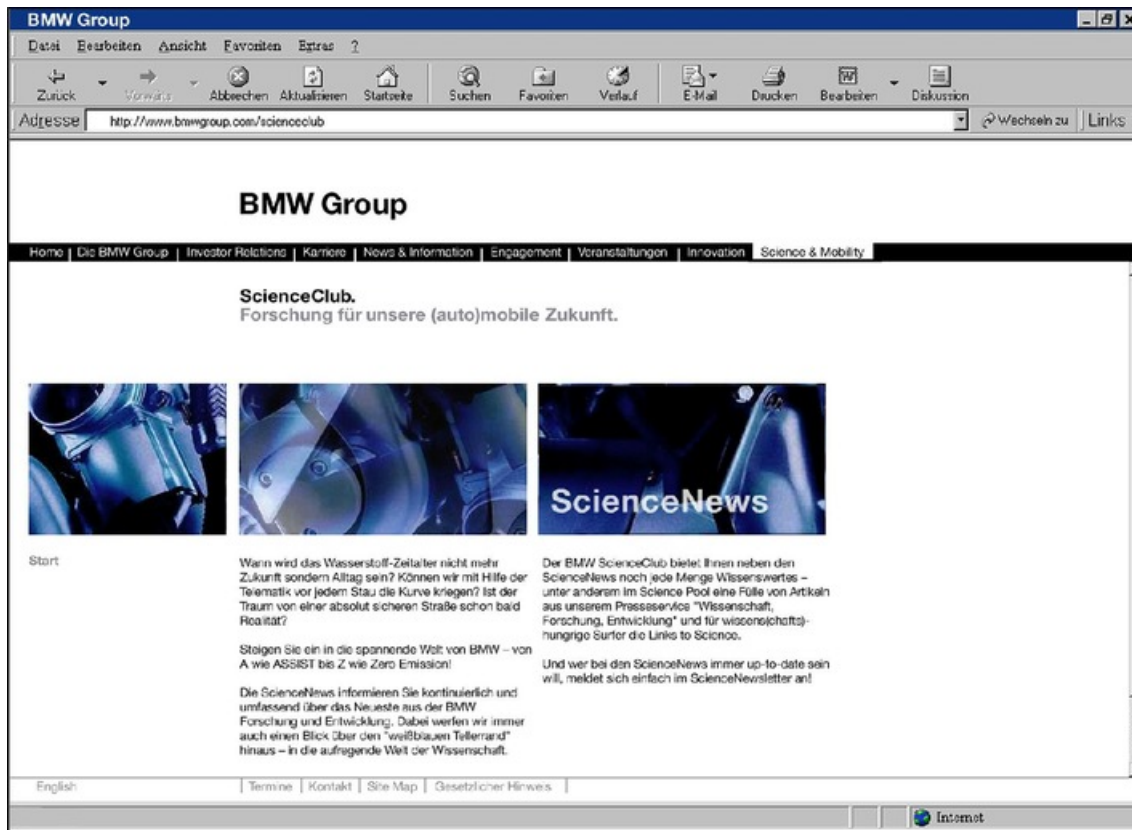 BMW Group
Datei Bearbeiten Ansicht Favoriten Extras ?
Zurück Vorwärts Abbrechen Aktualisieren Startseite Suchen Favoriten Verlauf E-Mail Drucken Bearbeiten Diskussion
Adresse http://www.bmwgroup.com/scienceclub Wechseln zu Links
BMW Group
Home | Die BMW Group | Investor Relations | Karriere | News & Information | Engagement | Veranstaltungen | Innovation Science & Mobility
ScienceClub.
Forschung für unsere (auto)mobile Zukunft.
ScienceNews
Start
Wann wird das Wasserstoff-Zeitalter nicht mehr
Zukunft sondern Alltag sein? Können wir mit Hilfe der
Telematik vor jedem Stau die Kurve kriegen? Ist der
Traum von einer absolut sicheren Straße schon bald
Realität?
Steigen Sie ein in die spannende Welt von BMW – von
A wie ASSIST bis Z wie Zero Emission!
Die ScienceNews informieren Sie kontinuierlich und
umfassend über das Neueste aus der BMW
Forschung und Entwicklung. Dabei werfen wir immer
auch einen Blick über den "weißblauen Tellerrand"
hinaus – in die aufregende Welt der Wissenschaft.
Der BMW ScienceClub bietet Ihnen neben den
ScienceNews noch jede Menge Wissenswertes –
unter anderem im Science Pool eine Fülle von Artikeln
aus unserem Presseservice "Wissenschaft,
Forschung, Entwicklung" und für wissens(chafts)-
hungrige Surfer die Links to Science.
Und wer bei den ScienceNews immer up-to-date sein
will, meldet sich einfach im ScienceNewsletter an!
English | Termine | Kontakt | Site Map | Gesetzlicher Hinweis |
Internet